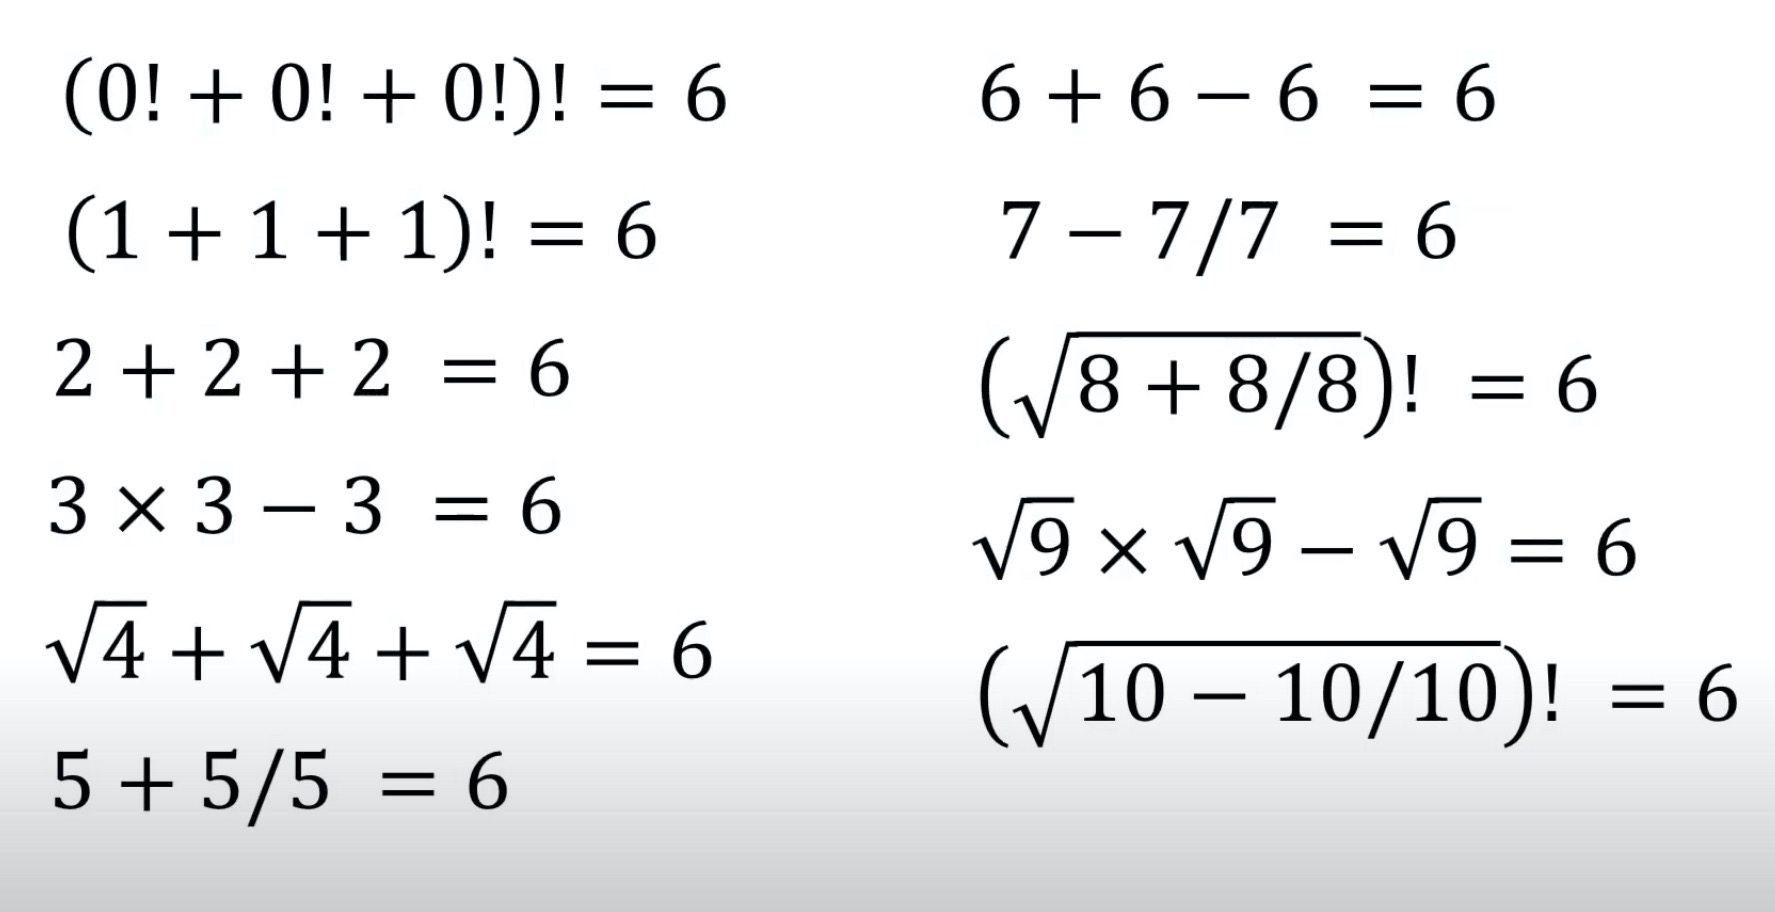 (0! + 0! + 0!)! = 6
(1 + 1 + 1)! = 6
2 + 2 + 2 = 6
3 × 3 − 3 = 6
√4 + √4 + √4 = 6
5 + 5/5 = 6
6 + 6 − 6 = 6
7 − 7/7 = 6
(√(8 + 8/8))! = 6
√9 × √9 − √9 = 6
(√(10 − 10/10))! = 6